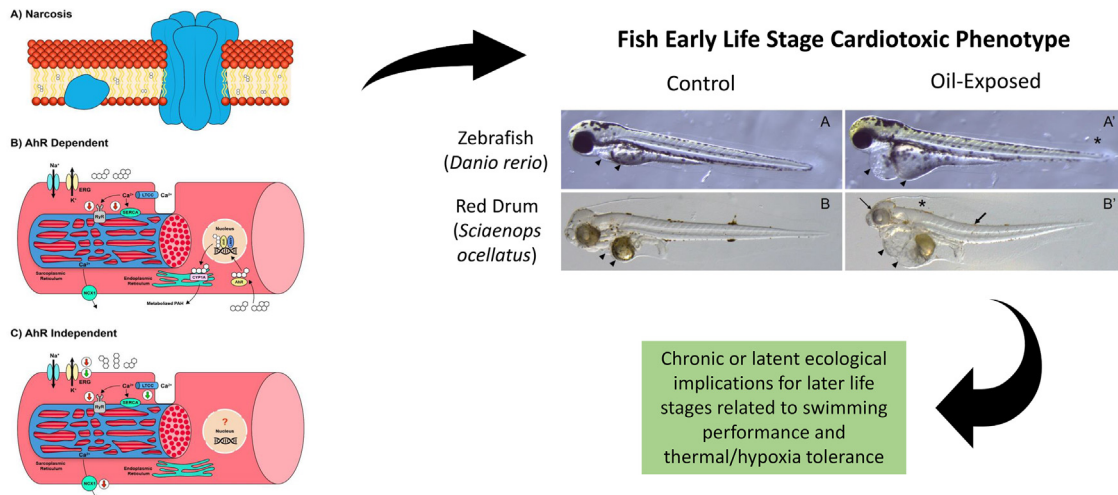 A) Narcosis
B) AhR Dependent
Na⁺
ERG
K⁺
Ca²⁺
LTCC
Ca²⁺
RyR
SERCA
Nucleus
Ca²⁺
Sarcoplasmic
Reticulum
Endoplasmic
Reticulum
CYP1A
AhR
NCX1
Metabolized PAH
C) AhR Independent
Na⁺
ERG
K⁺
Ca²⁺
LTCC
Ca²⁺
RyR
SERCA
?
Nucleus
Ca²⁺
Sarcoplasmic
Reticulum
Endoplasmic
Reticulum
NCX1
Fish Early Life Stage Cardiotoxic Phenotype
Control
Oil-Exposed
Zebrafish
(Danio rerio)
A
A'
*
Red Drum
(Sciaenops
ocellatus)
B
B'
*
Chronic or latent ecological
implications for later life
stages related to swimming
performance and
thermal/hypoxia tolerance